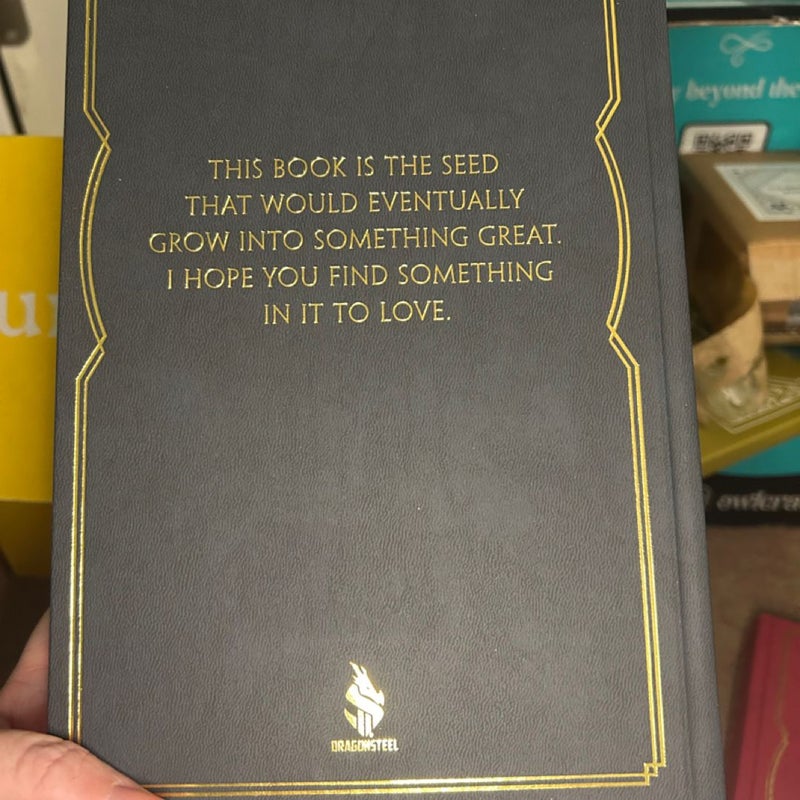 THIS BOOK IS THE SEED
THAT WOULD EVENTUALLY
GROW INTO SOMETHING GREAT.
I HOPE YOU FIND SOMETHING
IN IT TO LOVE.
DRAGONSTEEL
beyond the